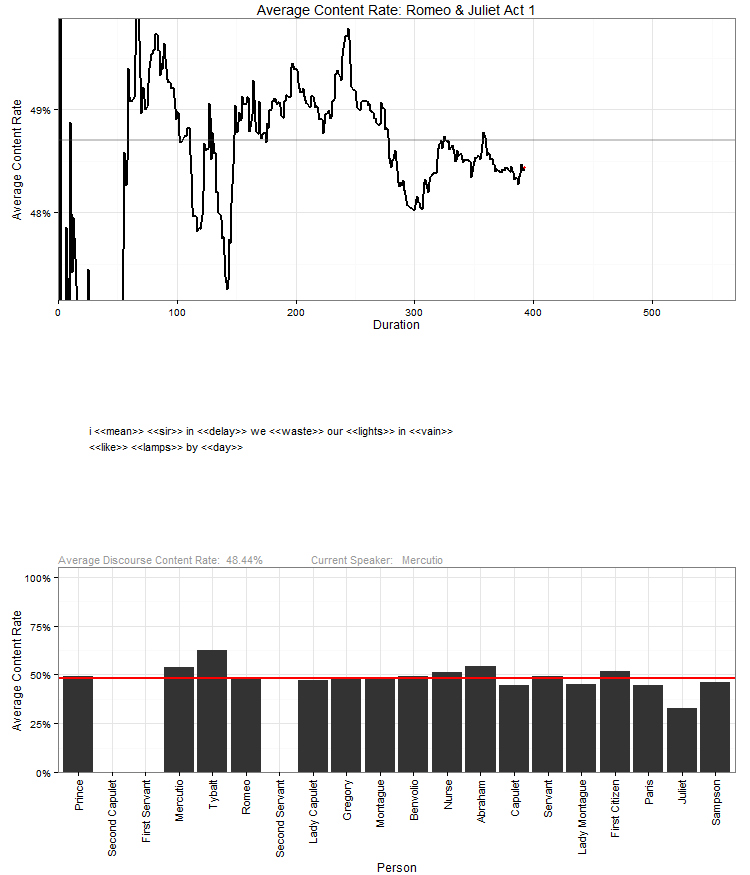 Average Content Rate: Romeo & Juliet Act 1
Average Content Rate
49%
48%
0 100 200 300 400 500
Duration
i <<mean>> <<sir>> in <<delay>> we <<waste>> our <<lights>> in <<vain>>
<<like>> <<lamps>> by <<day>>
Average Discourse Content Rate: 48.44% Current Speaker: Mercutio
Average Content Rate
100%
75%
50%
25%
0%
Prince
Second Capulet
First Servant
Mercutio
Tybalt
Romeo
Second Servant
Lady Capulet
Gregory
Montague
Benvolio
Nurse
Abraham
Capulet
Servant
Lady Montague
First Citizen
Paris
Juliet
Sampson
Person